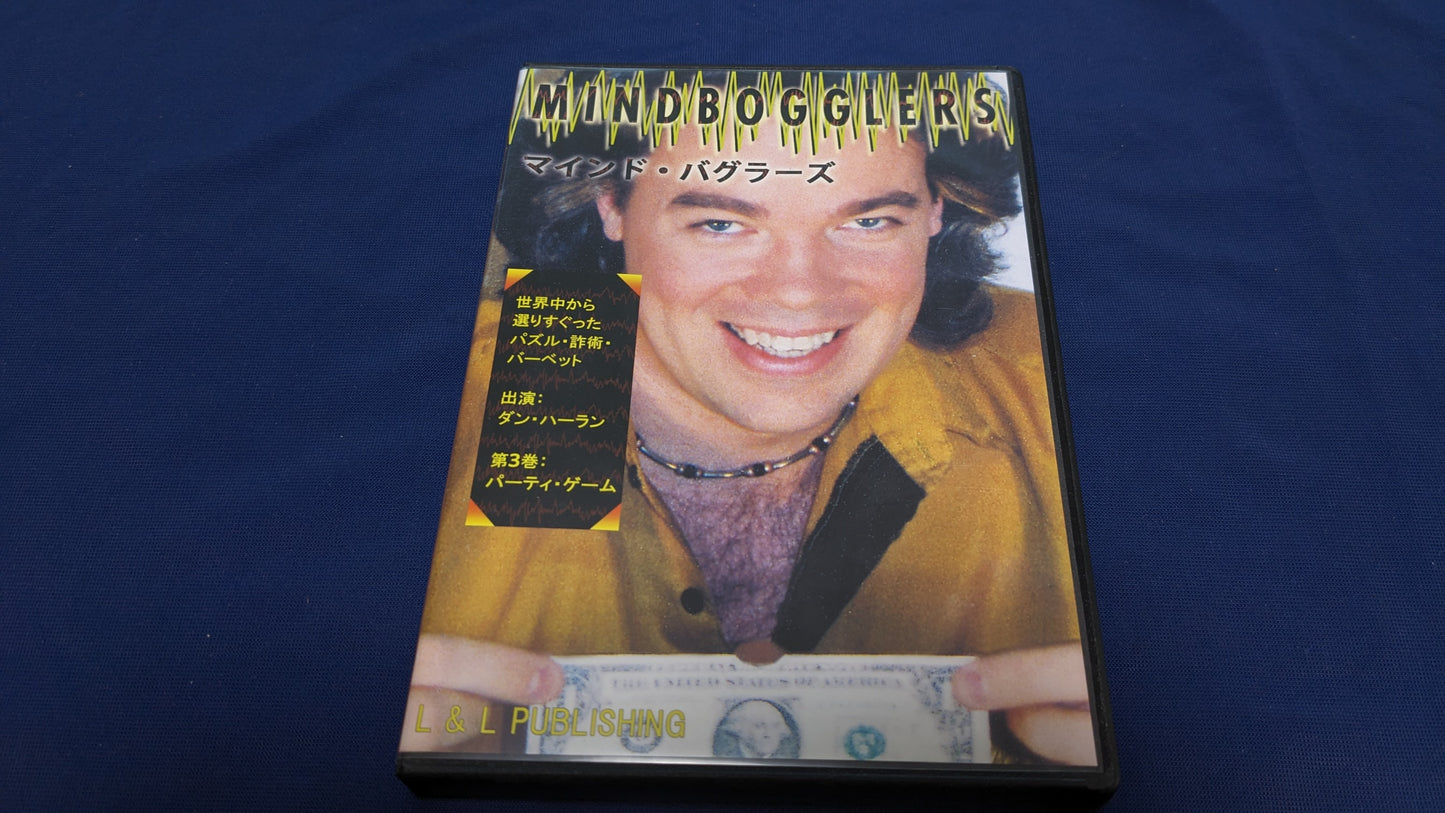 MINDBOGGLERS
マインド・バグラーズ
世界中から
選りすぐった
パズル・詐術・
バーベット
出演：
ダン・ハーラン
第3巻：
パーティ・ゲーム
THE UNITED STATES OF AMERICA
L & L PUBLISHING